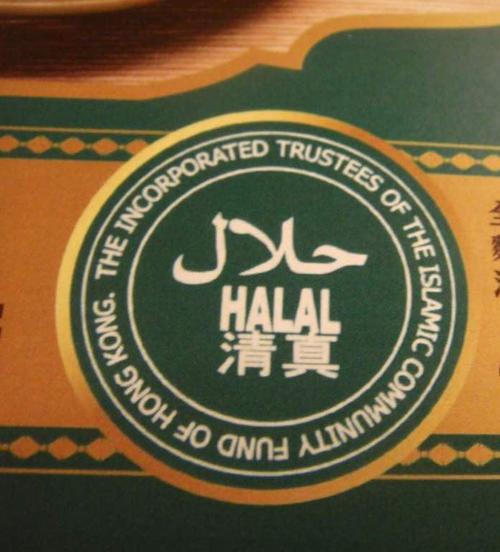 THE INCORPORATED TRUSTEES OF THE ISLAMIC COMMUNITY FUND OF HONG KONG.
حلال
HALAL
清真